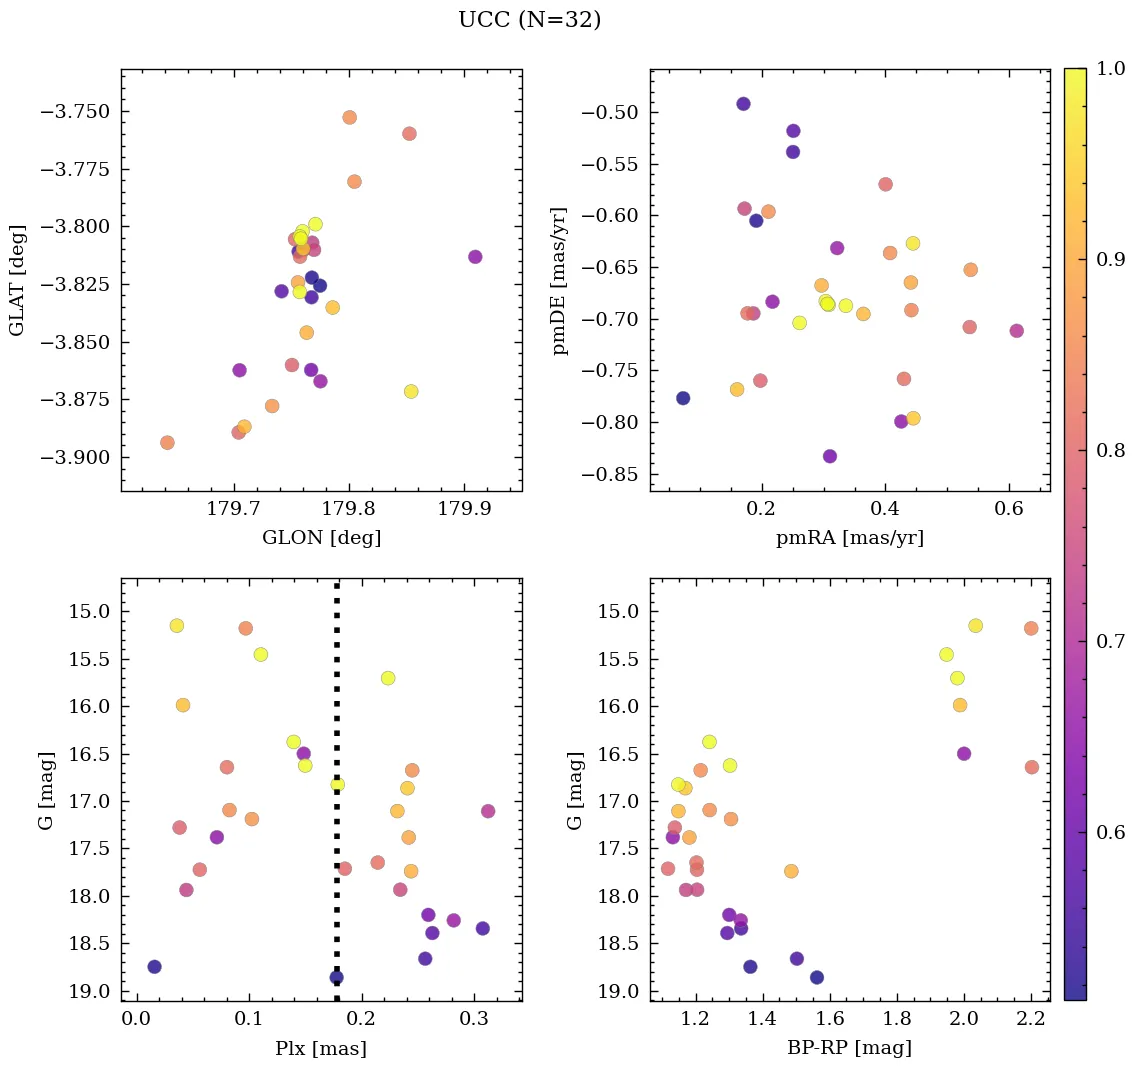 UCC (N=32)
−3.750
−3.775
−3.800
−3.825
−3.850
−3.875
−3.900
GLAT [deg]
179.7 179.8 179.9
GLON [deg]
−0.50
−0.55
−0.60
−0.65
−0.70
−0.75
−0.80
−0.85
pmDE [mas/yr]
0.2 0.4 0.6
pmRA [mas/yr]
1.0
0.9
0.8
0.7
0.6
15.0
15.5
16.0
16.5
17.0
17.5
18.0
18.5
19.0
G [mag]
0.0 0.1 0.2 0.3
Plx [mas]
15.0
15.5
16.0
16.5
17.0
17.5
18.0
18.5
19.0
G [mag]
1.2 1.4 1.6 1.8 2.0 2.2
BP-RP [mag]